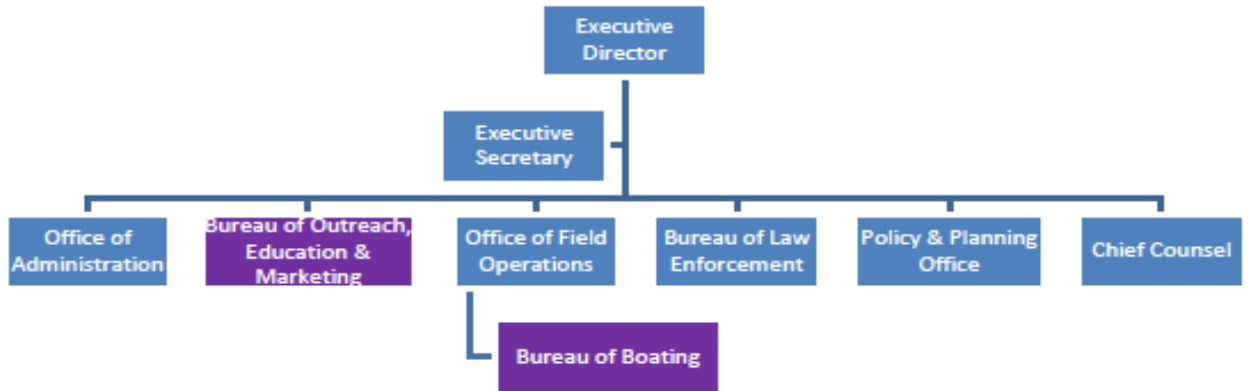 Executive
Director
Executive
Secretary
Office of
Administration
Bureau of Outreach,
Education &
Marketing
Office of Field
Operations
Bureau of Law
Enforcement
Policy & Planning
Office
Chief Counsel
Bureau of Boating